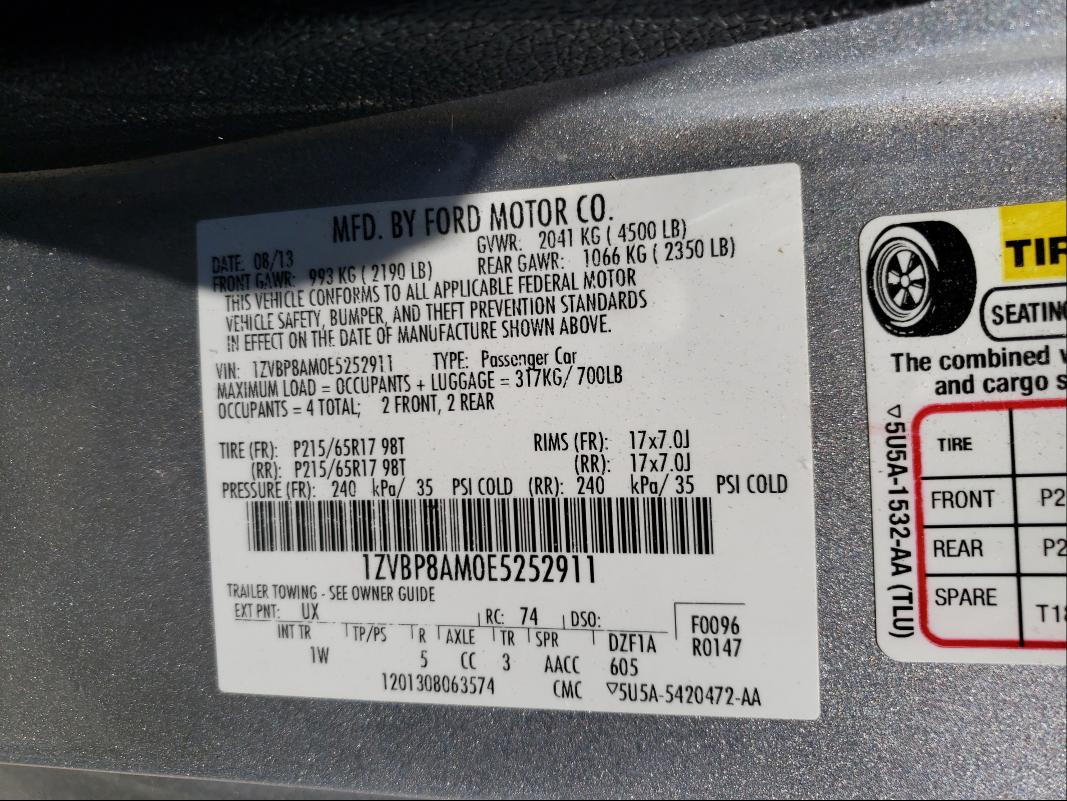 MFD. BY FORD MOTOR CO.
DATE: 08/13 GVWR: 2041 KG ( 4500 LB)
FRONT GAWR: 993 KG ( 2190 LB) REAR GAWR: 1066 KG ( 2350 LB)
THIS VEHICLE CONFORMS TO ALL APPLICABLE FEDERAL MOTOR
VEHICLE SAFETY, BUMPER, AND THEFT PREVENTION STANDARDS
IN EFFECT ON THE DATE OF MANUFACTURE SHOWN ABOVE.
VIN: 1ZVBP8AM0E5252911 TYPE: Passenger Car
MAXIMUM LOAD = OCCUPANTS + LUGGAGE = 317KG/ 700LB
OCCUPANTS = 4 TOTAL; 2 FRONT, 2 REAR
TIRE (FR): P215/65R17 98T RIMS (FR): 17x7.0J
(RR): P215/65R17 98T (RR): 17x7.0J
PRESSURE (FR): 240 kPa/ 35 PSI COLD (RR): 240 kPa/ 35 PSI COLD
1ZVBP8AM0E5252911
TRAILER TOWING - SEE OWNER GUIDE
EXT PNT: UX RC: 74 DSO: F0096
INT TR TP/PS R AXLE TR SPR DZF1A R0147
1W 5 CC 3 AACC 605
1201308063574 CMC ▽5U5A-5420472-AA
TIR
SEATING
The combined w
and cargo s
▽5U5A-1532-AA (TLU)
TIRE
FRONT P2
REAR P2
SPARE T18